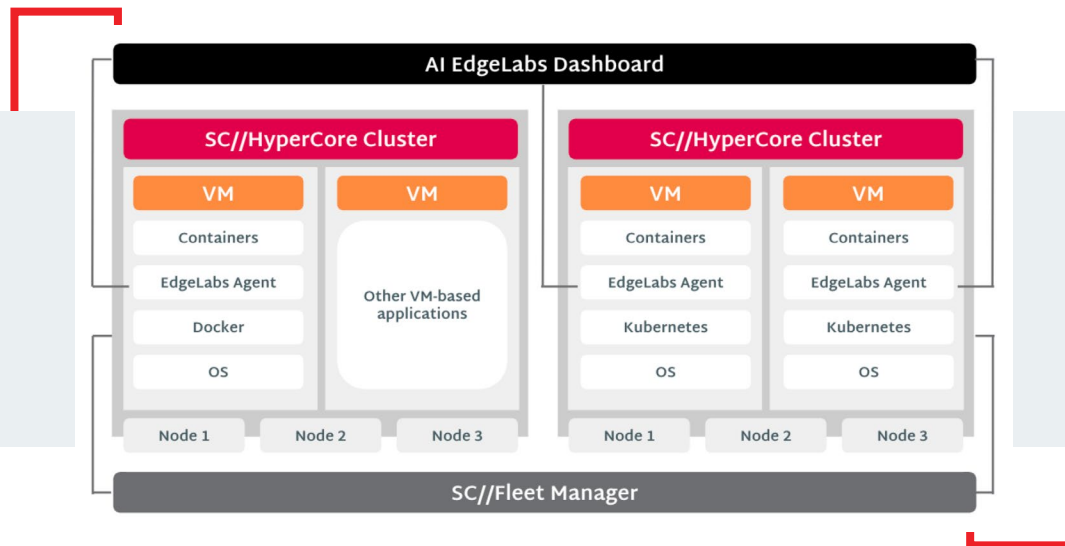 AI EdgeLabs Dashboard
SC//HyperCore Cluster
VM
Containers
EdgeLabs Agent
Docker
OS
VM
Other VM-based
applications
Node 1
Node 2
Node 3
SC//HyperCore Cluster
VM
Containers
EdgeLabs Agent
Kubernetes
OS
VM
Containers
EdgeLabs Agent
Kubernetes
OS
Node 1
Node 2
Node 3
SC//Fleet Manager